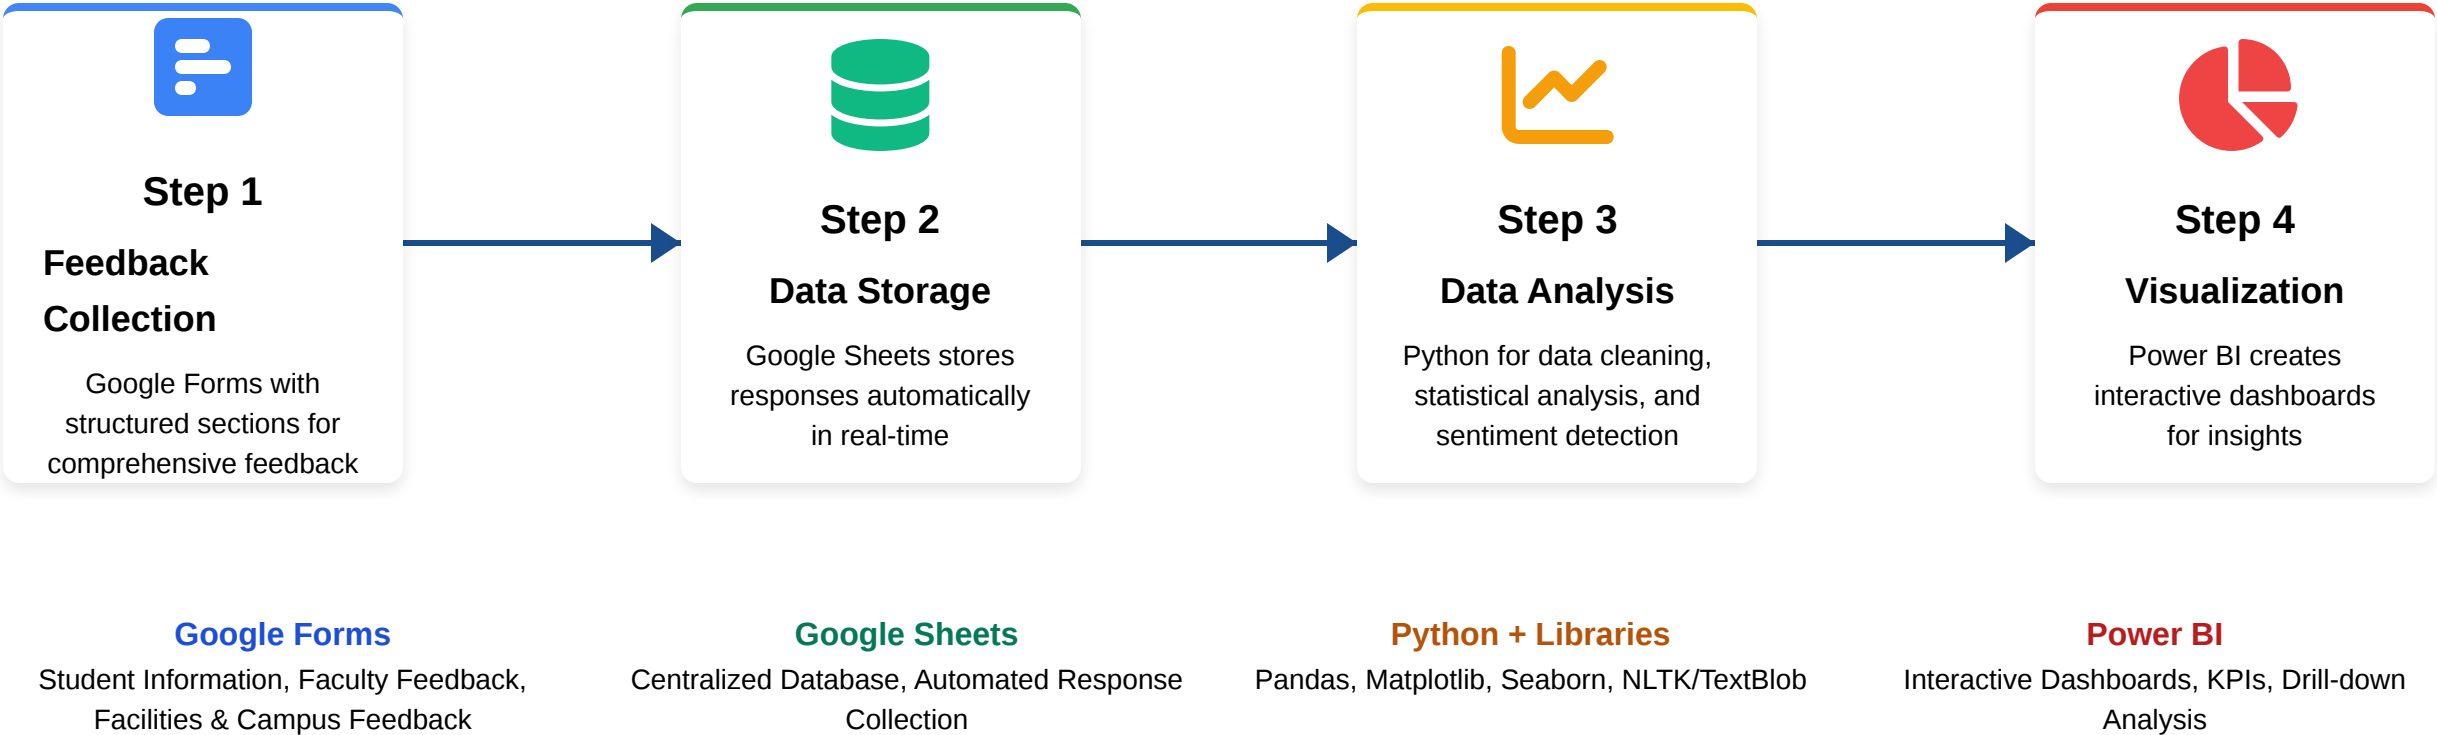 Step 1
Feedback
Collection
Google Forms with
structured sections for
comprehensive feedback
Step 2
Data Storage
Google Sheets stores
responses automatically
in real-time
Step 3
Data Analysis
Python for data cleaning,
statistical analysis, and
sentiment detection
Step 4
Visualization
Power BI creates
interactive dashboards
for insights
Google Forms
Student Information, Faculty Feedback,
Facilities & Campus Feedback
Google Sheets
Centralized Database, Automated Response
Collection
Python + Libraries
Pandas, Matplotlib, Seaborn, NLTK/TextBlob
Power BI
Interactive Dashboards, KPIs, Drill-down
Analysis